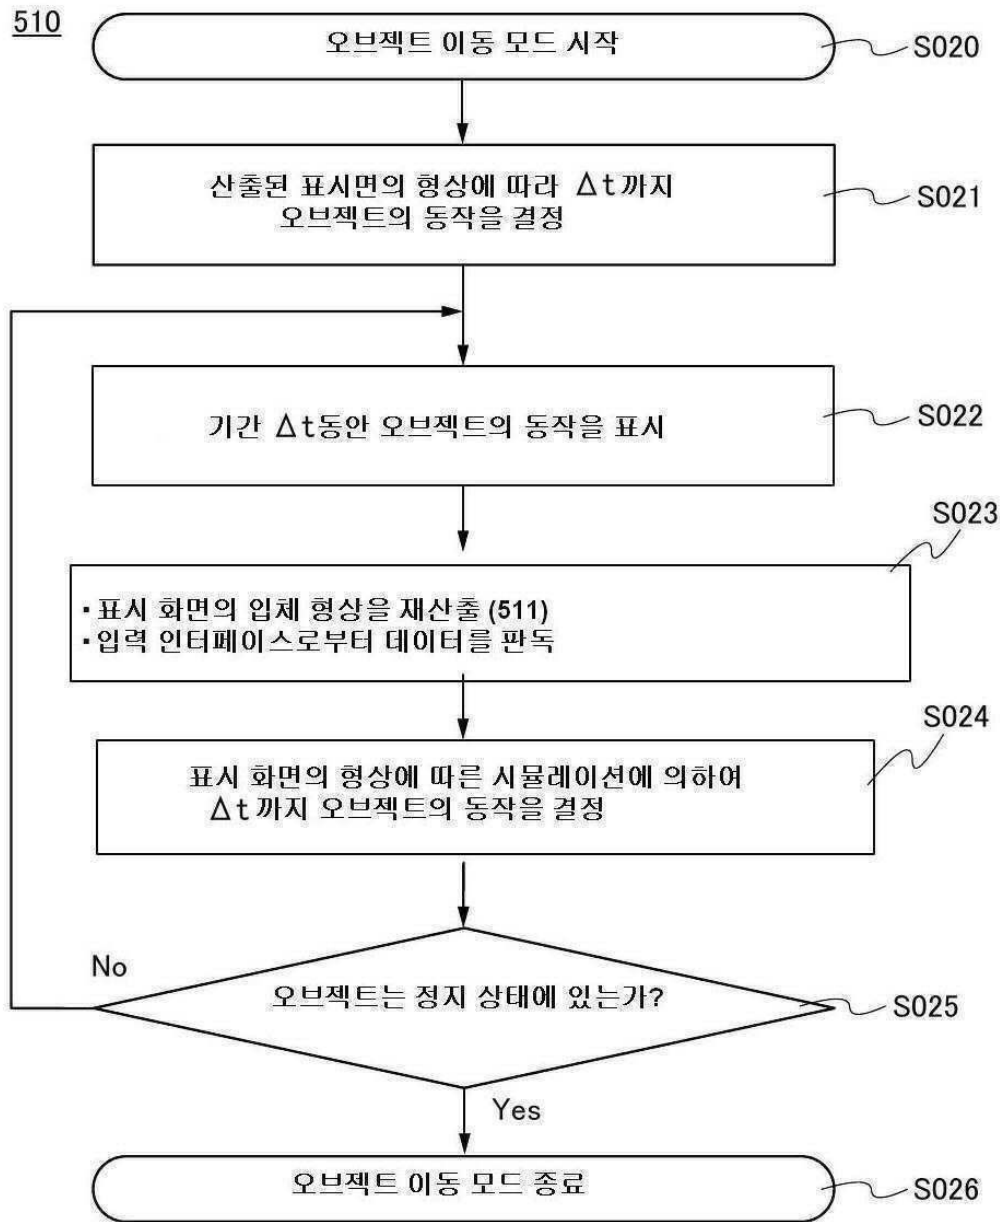 510
오브젝트 이동 모드 시작
S020
산출된 표시면의 형상에 따라 Δt까지
오브젝트의 동작을 결정
S021
기간 Δt동안 오브젝트의 동작을 표시
S022
S023
・표시 화면의 입체 형상을 재산출 (511)
・입력 인터페이스로부터 데이터를 판독
S024
표시 화면의 형상에 따른 시뮬레이션에 의하여
Δt까지 오브젝트의 동작을 결정
No
오브젝트는 정지 상태에 있는가?
S025
Yes
오브젝트 이동 모드 종료
S026